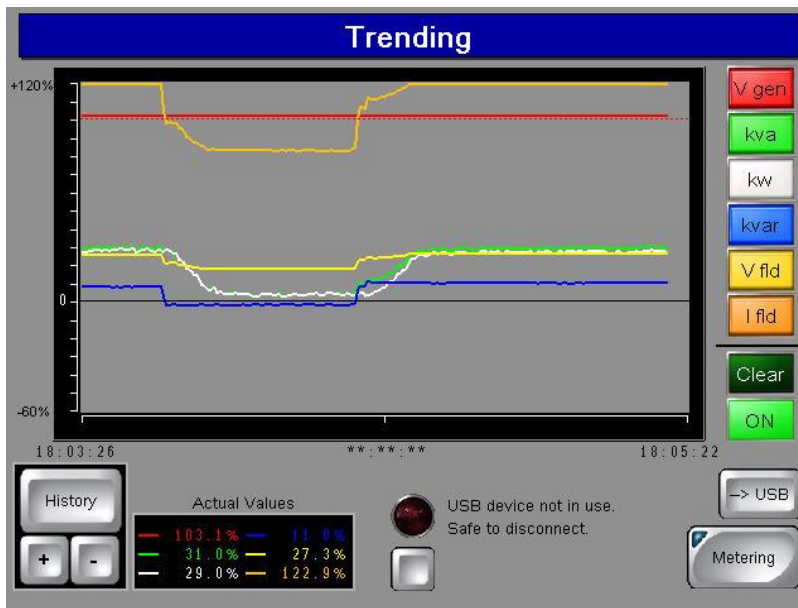 Trending
+120%
0
-60%
18:03:26
**:**:**
18:05:22
V gen
kva
kw
kvar
V fld
I fld
Clear
ON
History
+
-
Actual Values
103.1% 11.0%
31.0% 27.3%
29.0% 122.9%
USB device not in use.
Safe to disconnect.
--> USB
Metering